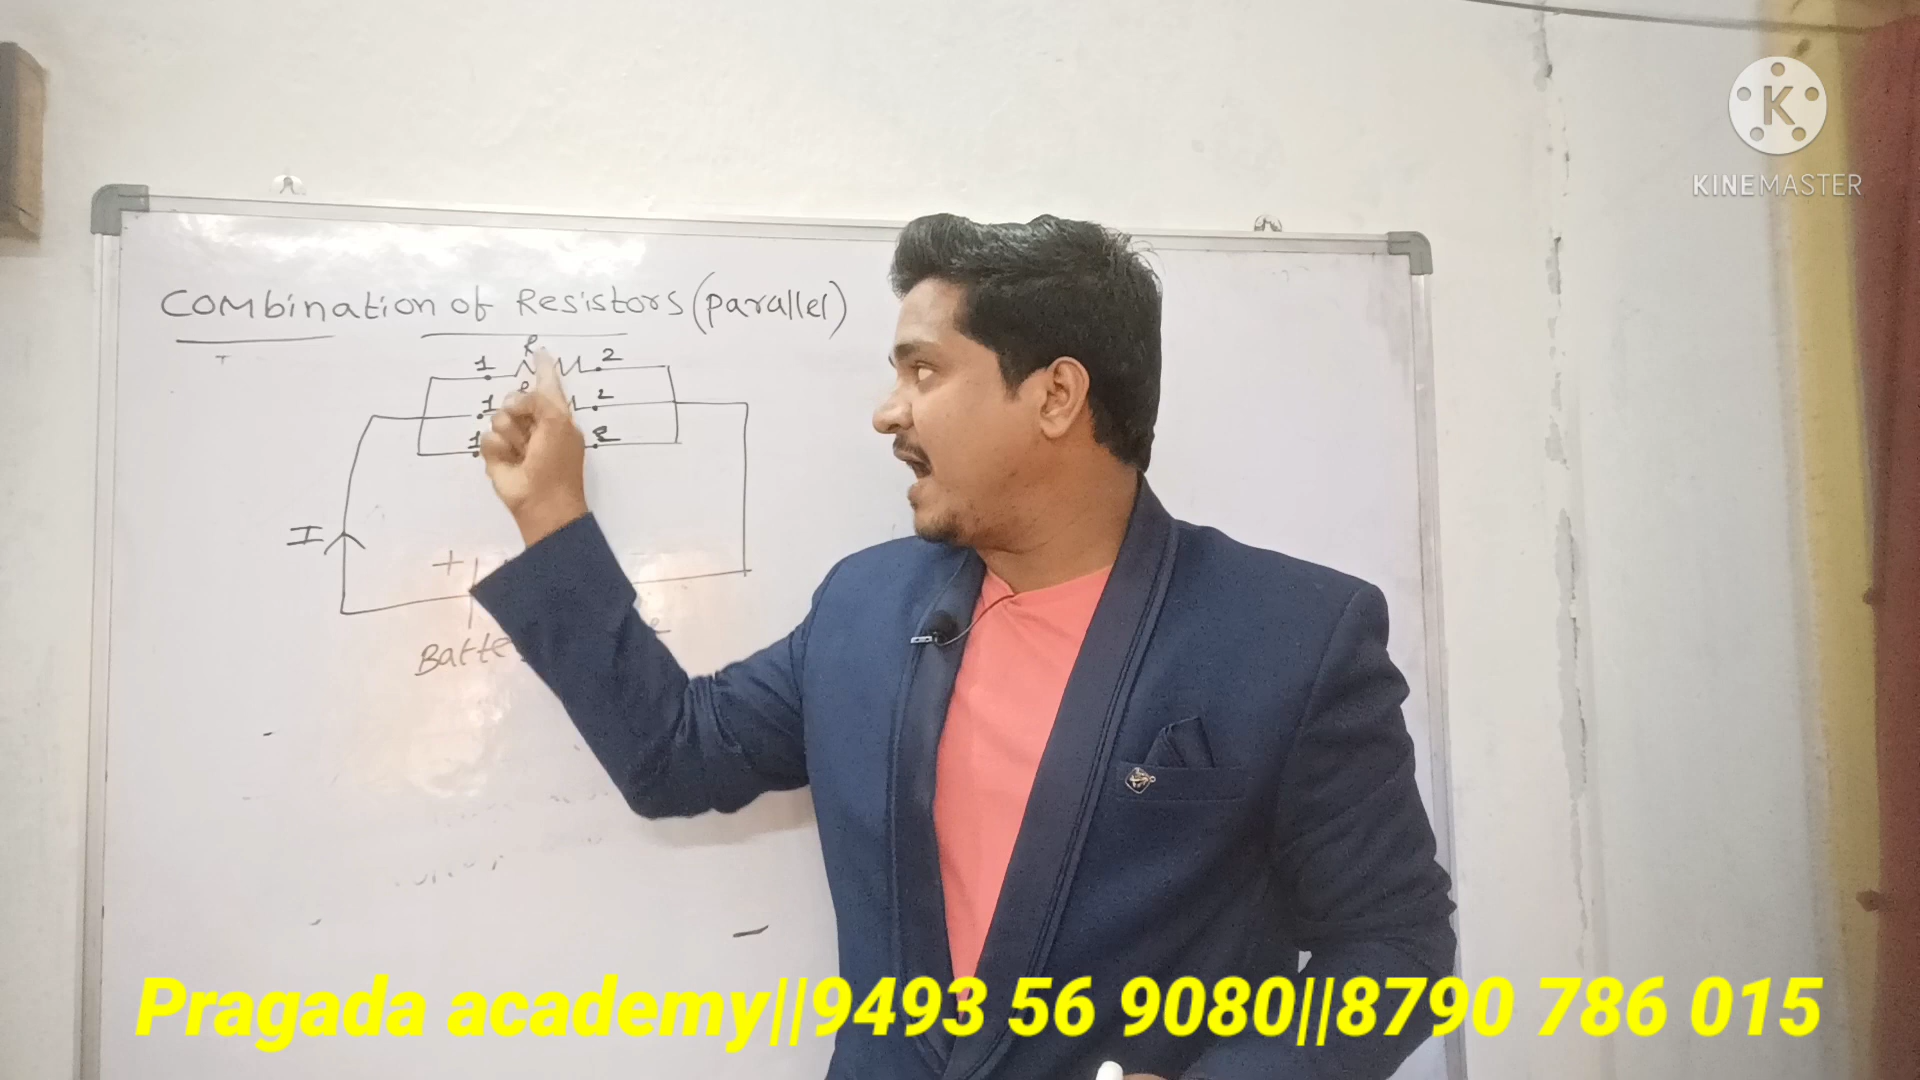 KINEMASTER
Combination of Resistors (parallel)
R
1 2
1 2
1 2
I
+
Pragada academy||9493 56 9080||8790 786 015